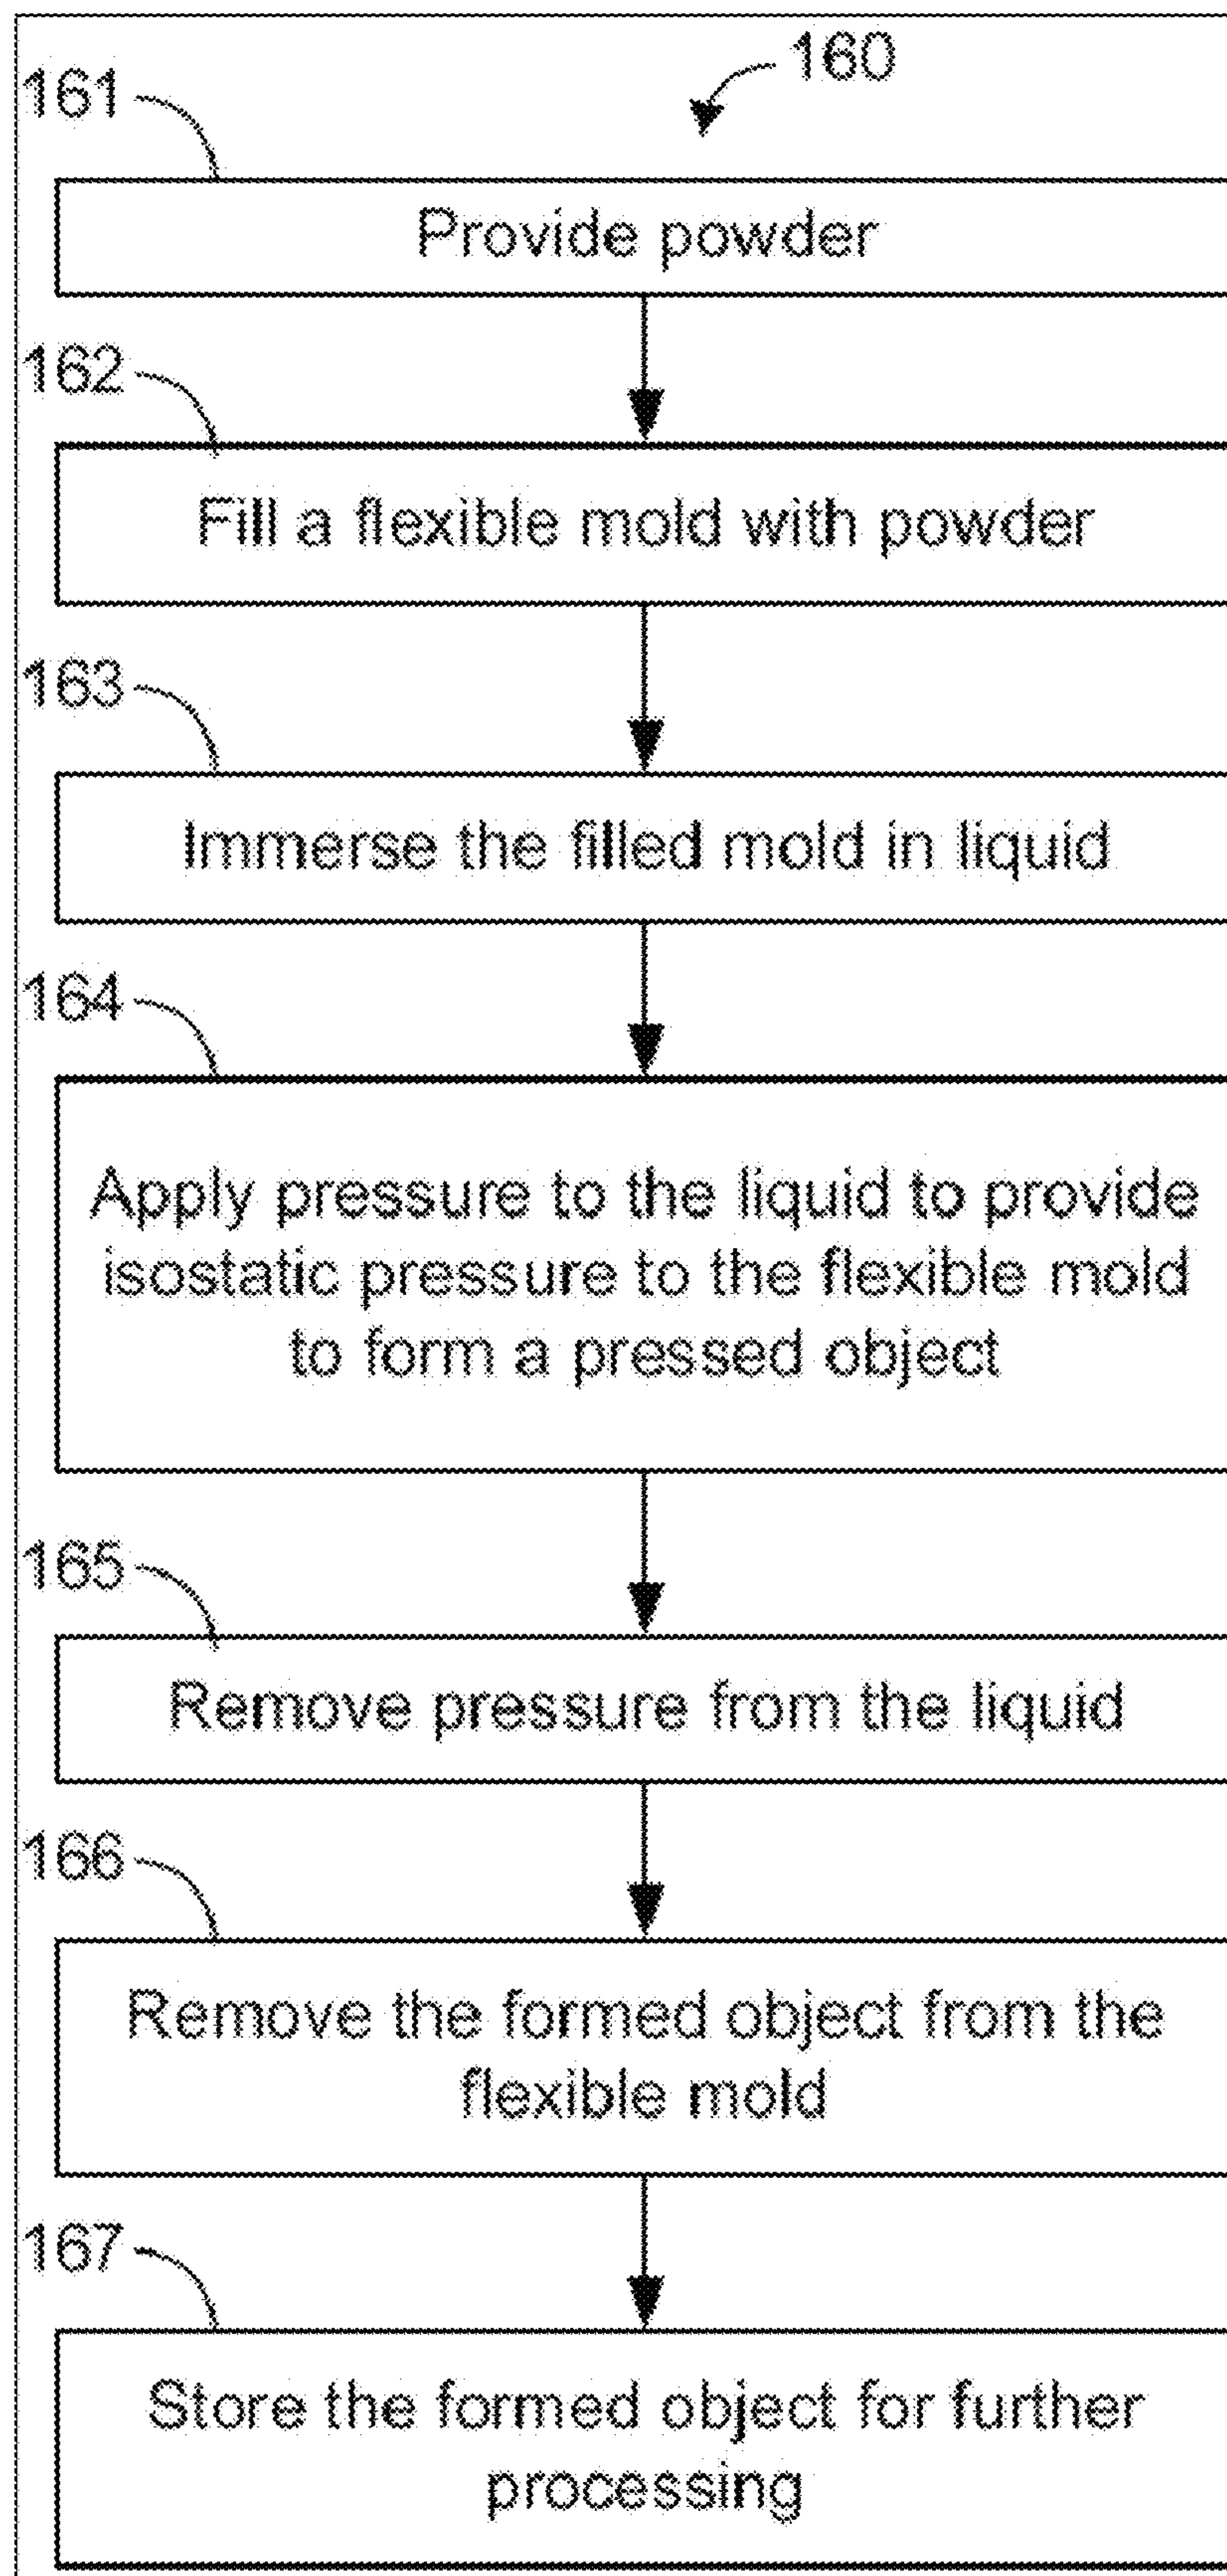 160
161
Provide powder
162
Fill a flexible mold with powder
163
Immerse the filled mold in liquid
164
Apply pressure to the liquid to provide
isostatic pressure to the flexible mold
to form a pressed object
165
Remove pressure from the liquid
166
Remove the formed object from the
flexible mold
167
Store the formed object for further
processing